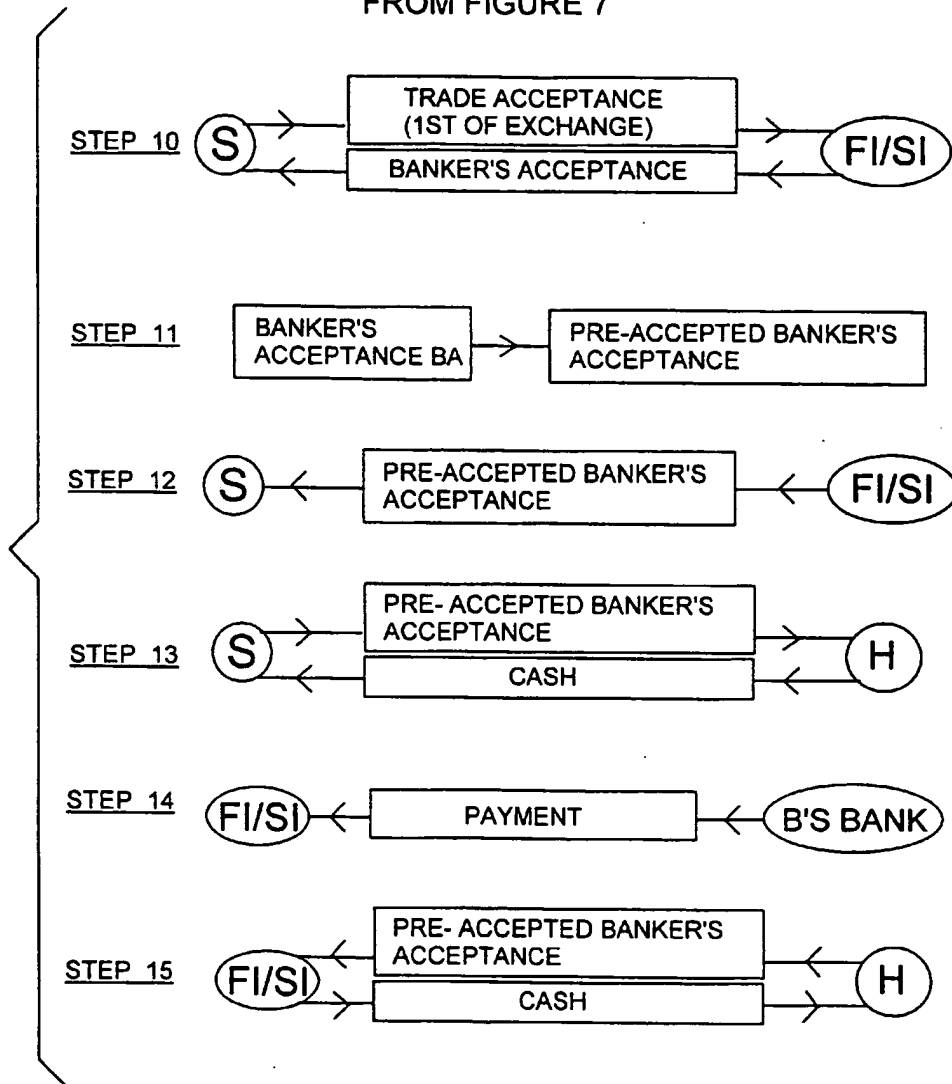 FROM FIGURE 7
STEP 10
S
TRADE ACCEPTANCE
(1ST OF EXCHANGE)
BANKER'S ACCEPTANCE
FI/SI
STEP 11
BANKER'S
ACCEPTANCE BA
PRE-ACCEPTED BANKER'S
ACCEPTANCE
STEP 12
S
PRE-ACCEPTED BANKER'S
ACCEPTANCE
FI/SI
STEP 13
S
PRE- ACCEPTED BANKER'S
ACCEPTANCE
CASH
H
STEP 14
FI/SI
PAYMENT
B'S BANK
STEP 15
FI/SI
PRE- ACCEPTED BANKER'S
ACCEPTANCE
CASH
H